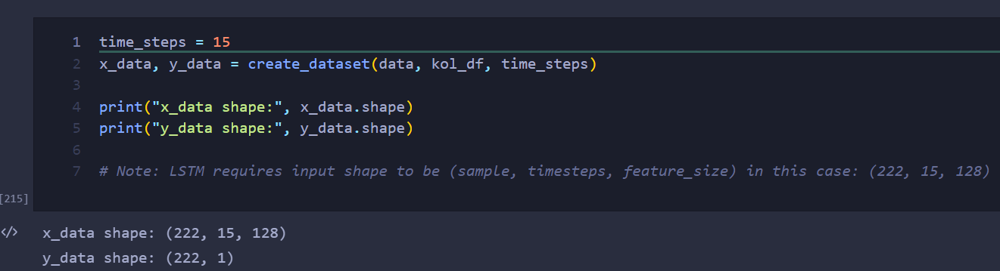 1 time_steps = 15
2 x_data, y_data = create_dataset(data, kol_df, time_steps)
3
4 print("x_data shape:", x_data.shape)
5 print("y_data shape:", y_data.shape)
6
7 # Note: LSTM requires input shape to be (sample, timesteps, feature_size) in this case: (222, 15, 128)
[215]
</> x_data shape: (222, 15, 128)
y_data shape: (222, 1)